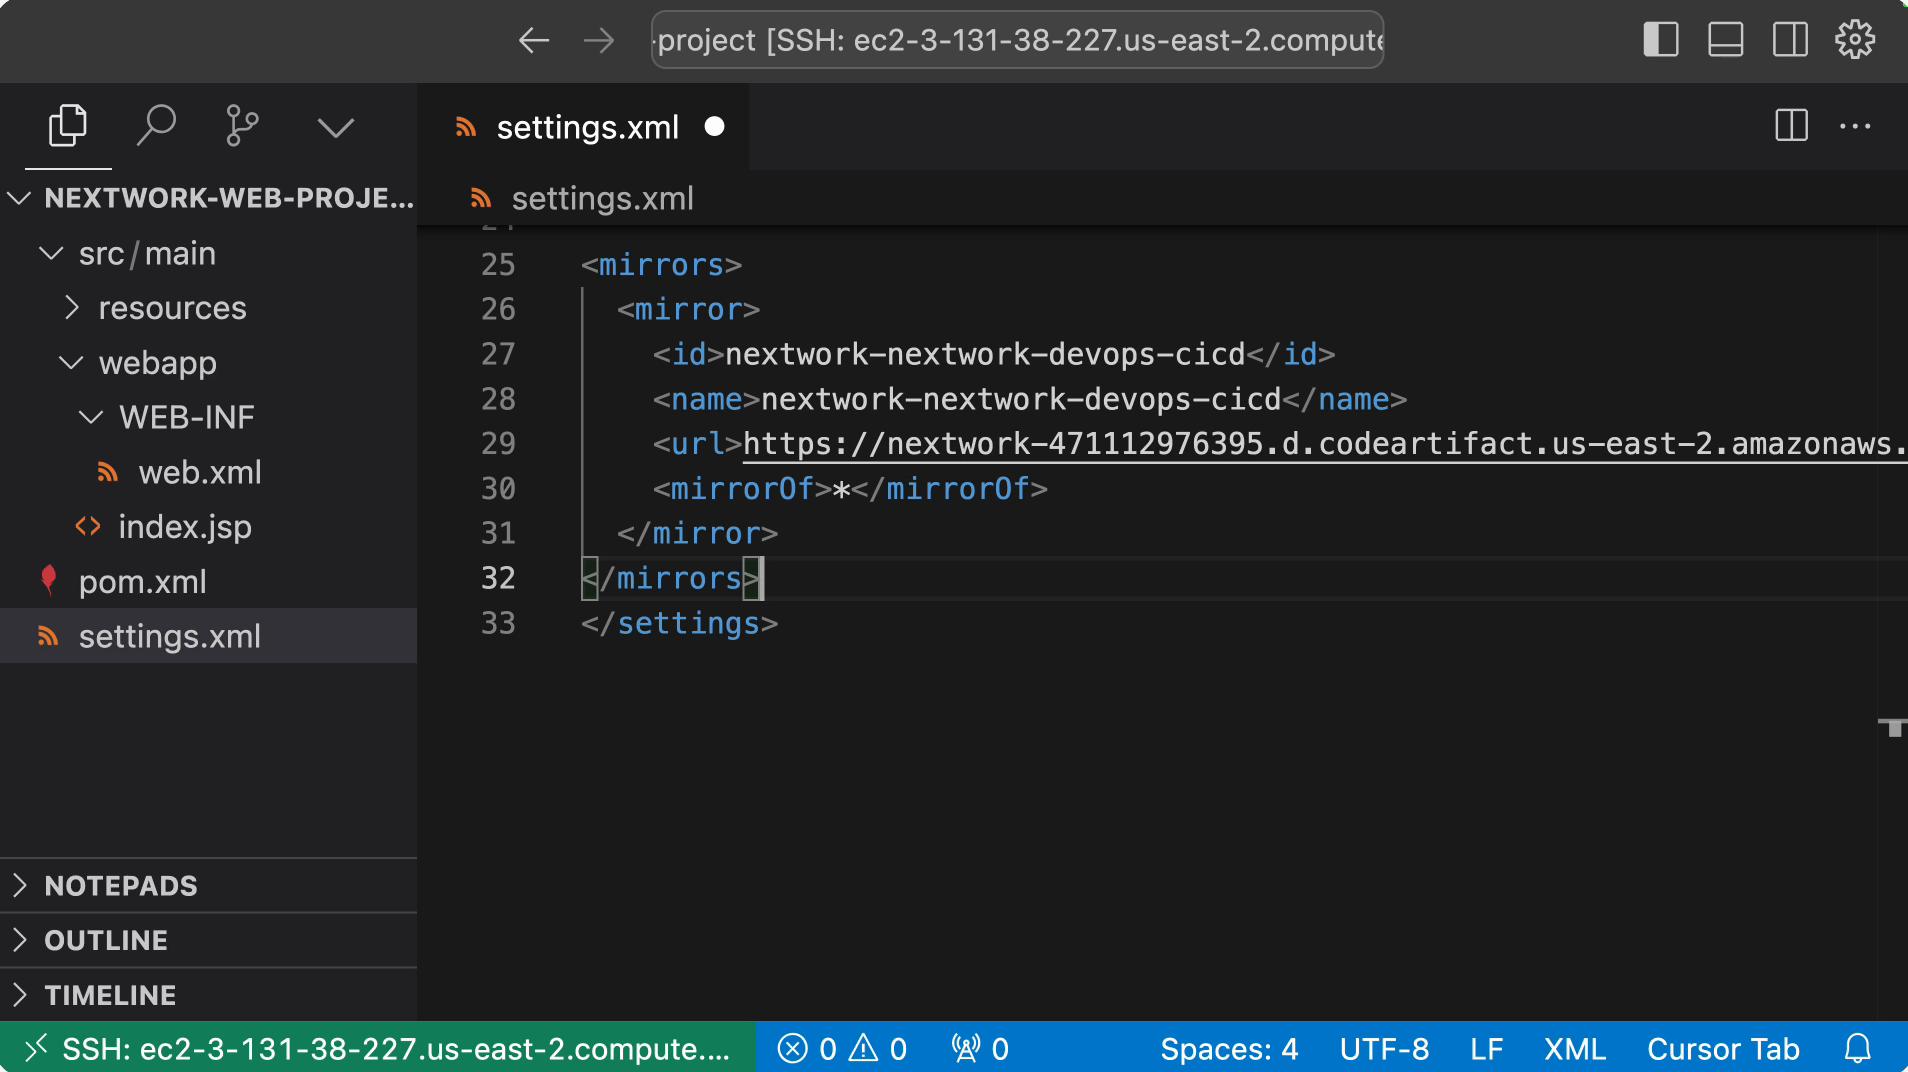 -project [SSH: ec2-3-131-38-227.us-east-2.compute
settings.xml
NEXTWORK-WEB-PROJE...
settings.xml
src / main
resources
webapp
WEB-INF
web.xml
index.jsp
pom.xml
settings.xml
25 <mirrors>
26 <mirror>
27 <id>nextwork-nextwork-devops-cicd</id>
28 <name>nextwork-nextwork-devops-cicd</name>
29 <url>https://nextwork-471112976395.d.codeartifact.us-east-2.amazonaws.
30 <mirrorOf>*</mirrorOf>
31 </mirror>
32 </mirrors>
33 </settings>
NOTEPADS
OUTLINE
TIMELINE
SSH: ec2-3-131-38-227.us-east-2.compute.... 0 0 0 Spaces: 4 UTF-8 LF XML Cursor Tab